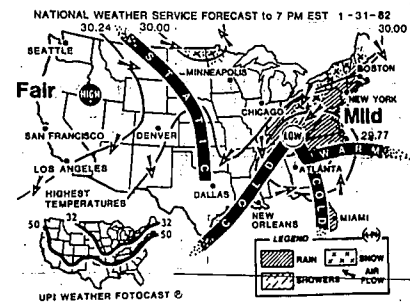 NATIONAL WEATHER SERVICE FORECAST to 7 PM EST 1-31-82
30.24 30.00 30.00
SEATTLE
BOSTON
MINNEAPOLIS
Fair
HIGH
STATIC
CHICAGO
NEW YORK
Mild
SAN FRANCISCO
DENVER
LOW
29.77
WARM
LOS ANGELES
ATLANTA
HIGHEST
TEMPERATURES
DALLAS
COLD
COLD
50 32 32 50
NEW
ORLEANS
MIAMI
LEGEND
RAIN
SNOW
SHOWERS
AIR
FLOW
UPI WEATHER FOTOCAST ©